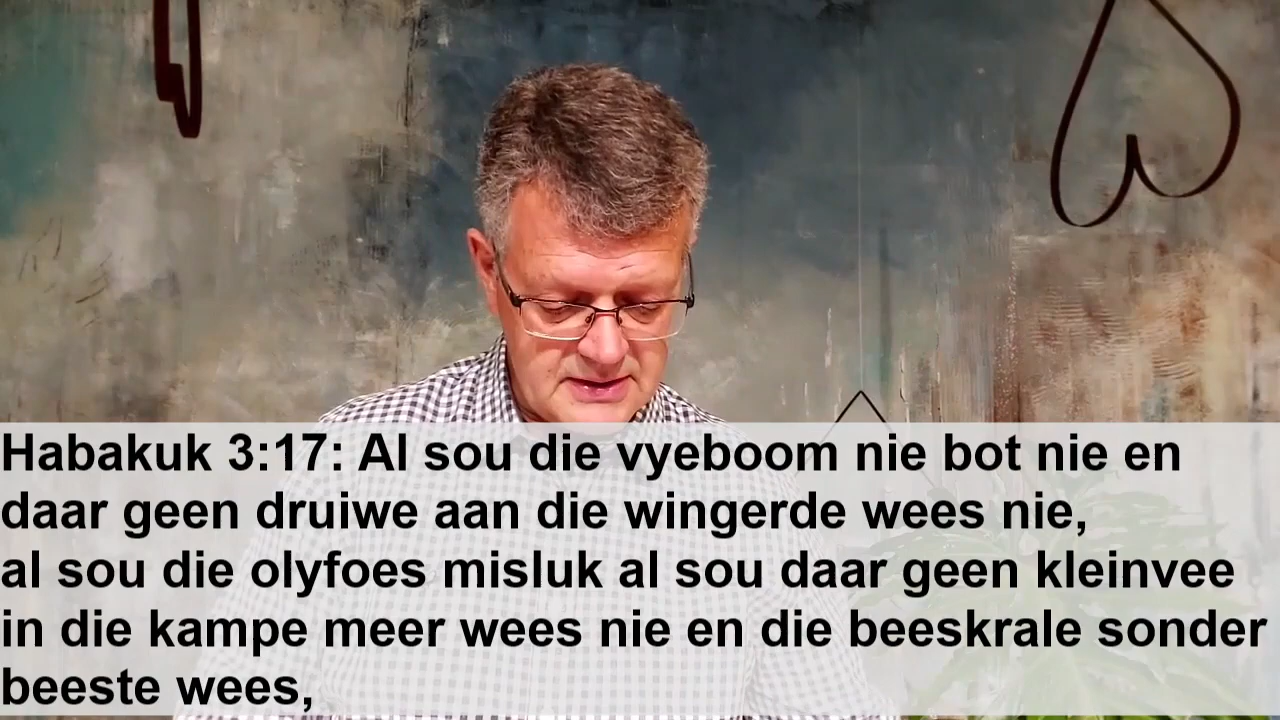 Habakuk 3:17: Al sou die vyeboom nie bot nie en
daar geen druiwe aan die wingerde wees nie,
al sou die olyfoes misluk al sou daar geen kleinvee
in die kampe meer wees nie en die beeskrale sonder
beeste wees,